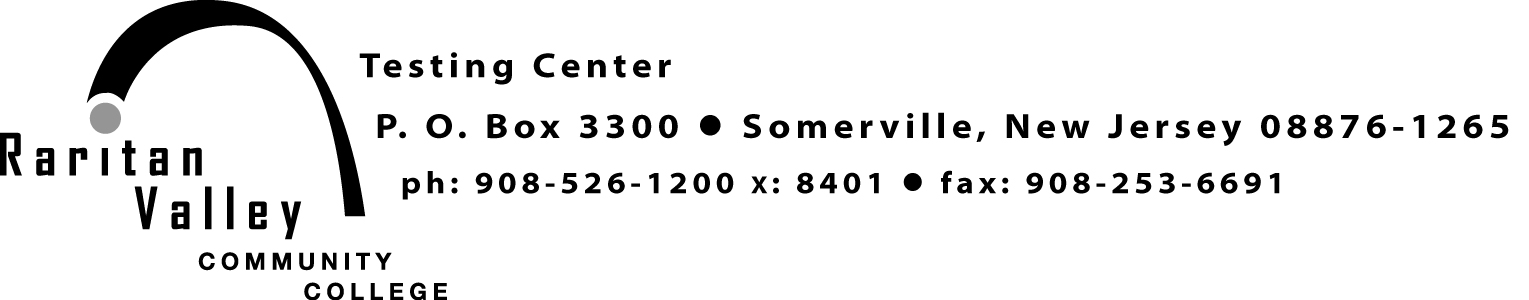 Testing Center
P. O. Box 3300 ● Somerville, New Jersey 08876-1265
ph: 908-526-1200 x: 8401 ● fax: 908-253-6691
Raritan
Valley
COMMUNITY
COLLEGE